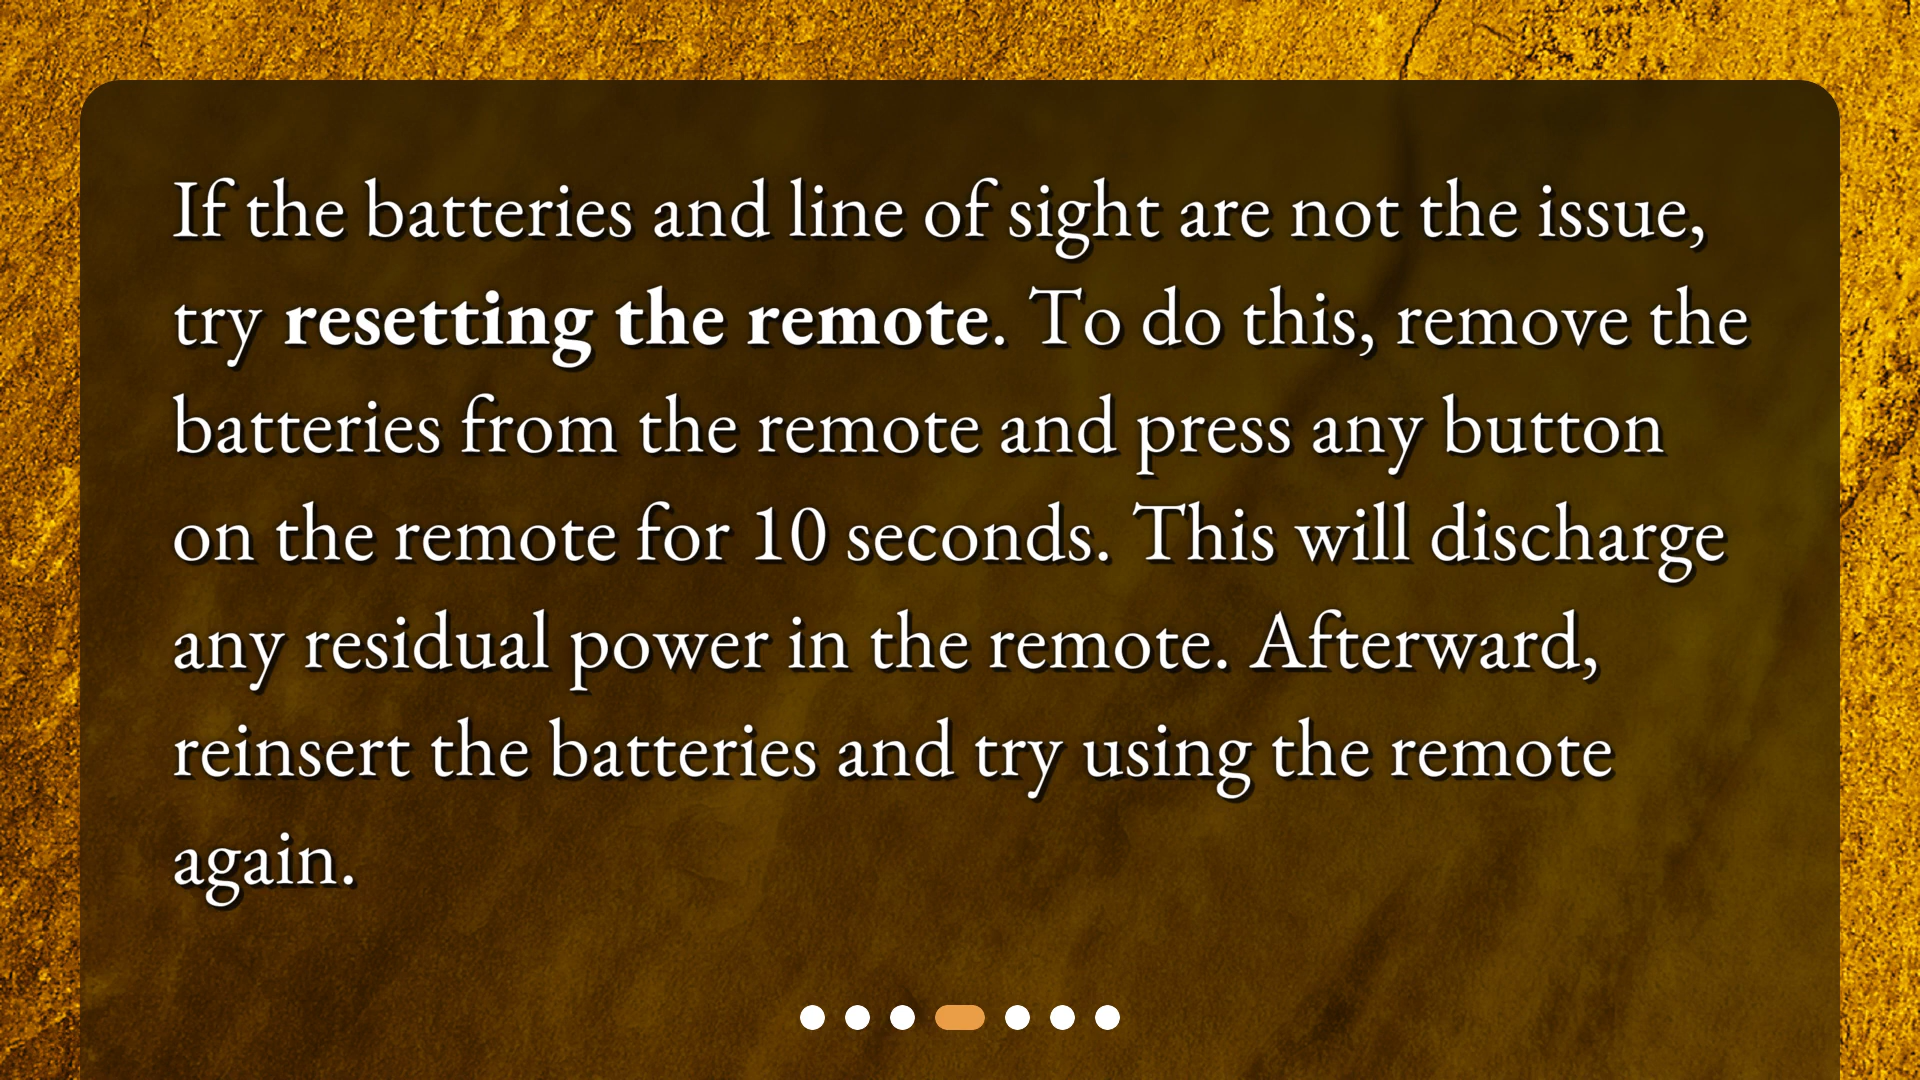 If the batteries and line of sight are not the issue,
try resetting the remote. To do this, remove the
batteries from the remote and press any button
on the remote for 10 seconds. This will discharge
any residual power in the remote. Afterward,
reinsert the batteries and try using the remote
again.